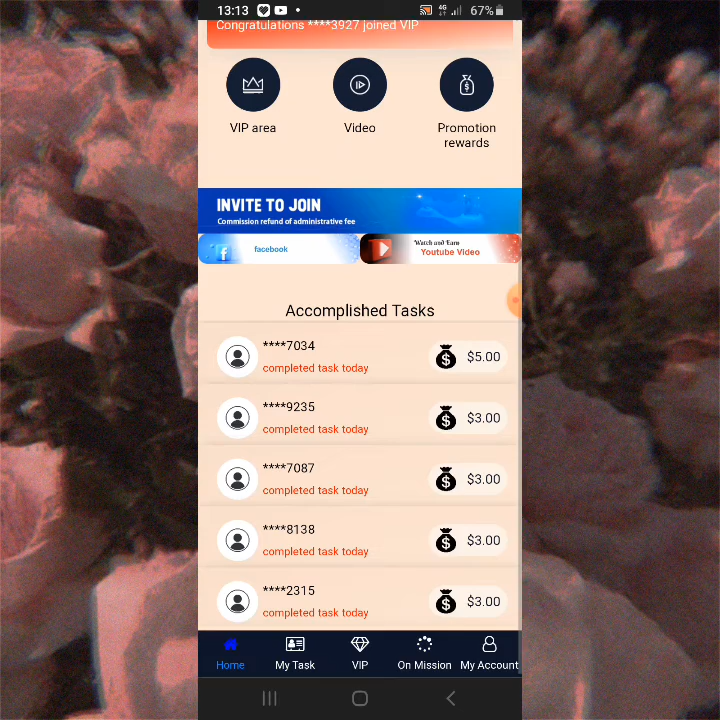 13:13 4G 67%
Congratulations ****3927 joined VIP
VIP area
Video
Promotion
rewards
INVITE TO JOIN
Commission refund of administrative fee
facebook
Watch and Earn
Youtube Video
Accomplished Tasks
****7034
completed task today
$5.00
****9235
completed task today
$3.00
****7087
completed task today
$3.00
****8138
completed task today
$3.00
****2315
completed task today
$3.00
Home
My Task
VIP
On Mission
My Account